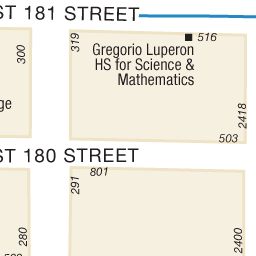 ST 181 STREET
300
319
516
Gregorio Luperon
HS for Science &
Mathematics
ge
2418
503
ST 180 STREET
291
801
280
2400